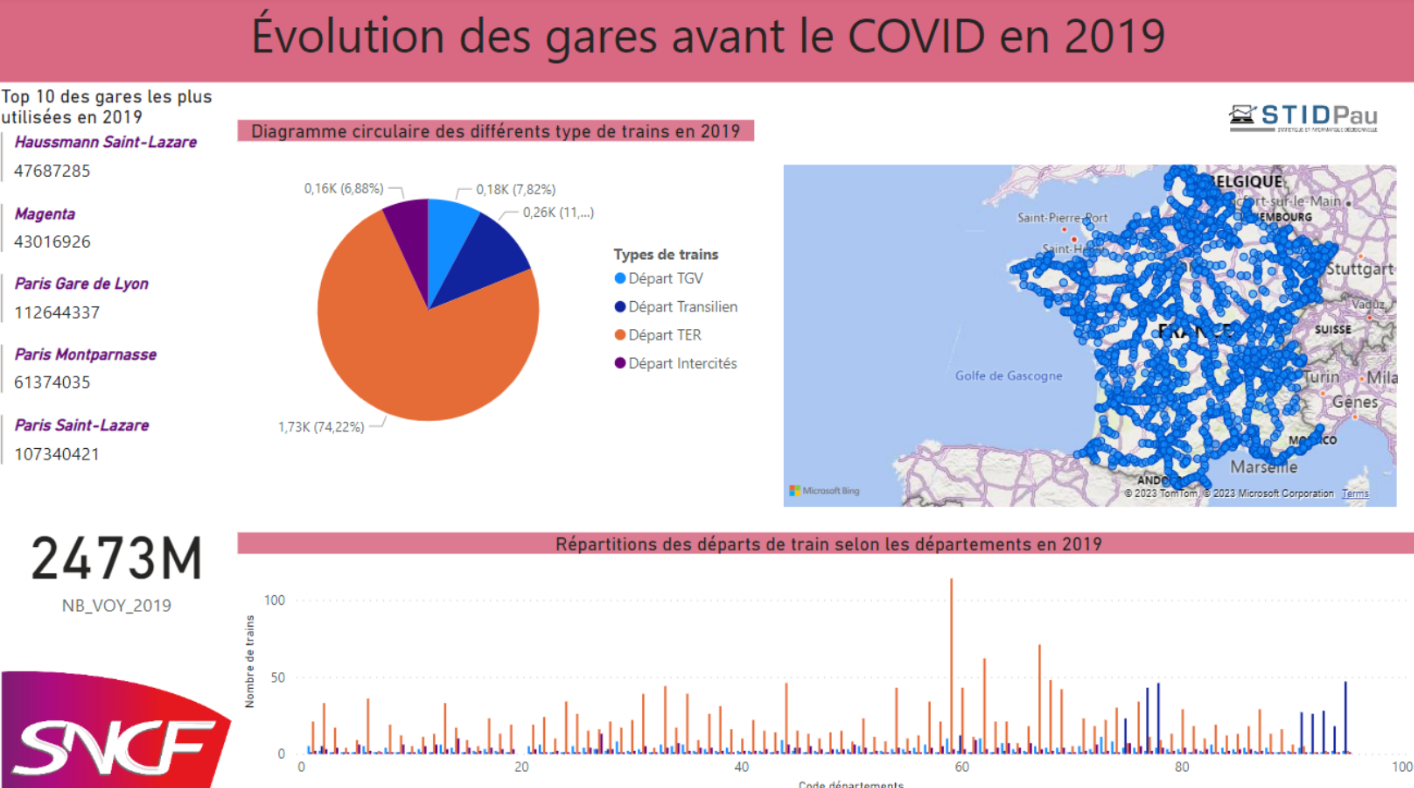 Évolution des gares avant le COVID en 2019
Top 10 des gares les plus
utilisées en 2019
Haussmann Saint-Lazare
47687285
Magenta
43016926
Paris Gare de Lyon
112644337
Paris Montparnasse
61374035
Paris Saint-Lazare
107340421
2473M
NB_VOY_2019
SNCF
Diagramme circulaire des différents type de trains en 2019
0,16K (6,88%)
0,18K (7,82%)
0,26K (11,...)
1,73K (74,22%)
Types de trains
Départ TGV
Départ Transilien
Départ TER
Départ Intercités
STIDPau
BELGIQUE
Saint-Pierre-Port
Stuttgart
Vaduz
FRANCE
SUISSE
Golfe de Gascogne
Turin
Mila
Gênes
MONACO
Marseille
Microsoft Bing
© 2023 TomTom, © 2023 Microsoft Corporation Terms
Répartitions des départs de train selon les départements en 2019
Nombre de trains
100
50
0
0
20
40
60
80
100
Code départements